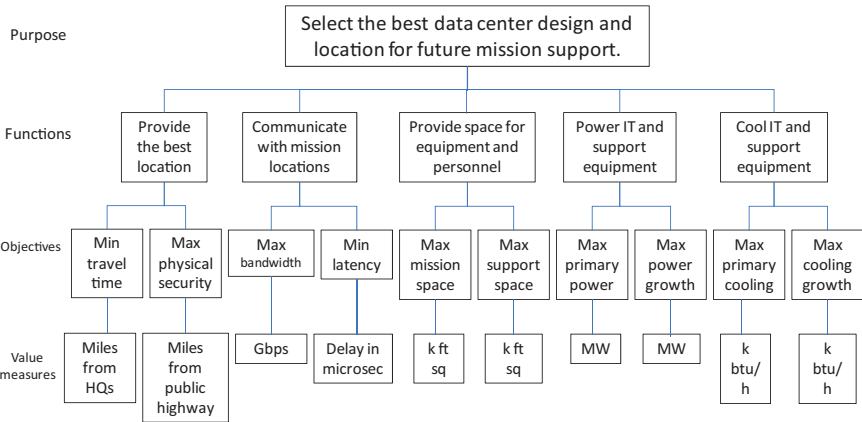 Purpose
Select the best data center design and
location for future mission support.
Functions
Provide
the best
location
Communicate
with mission
locations
Provide space for
equipment and
personnel
Power IT and
support
equipment
Cool IT and
support
equipment
Objectives
Min
travel
time
Max
physical
security
Max
bandwidth
Min
latency
Max
mission
space
Max
support
space
Max
primary
power
Max
power
growth
Max
primary
cooling
Max
cooling
growth
Value
measures
Miles
from
HQs
Miles
from
public
highway
Gbps
Delay in
microsec
k ft
sq
k ft
sq
MW
MW
k
btu/
h
k
btu/
h